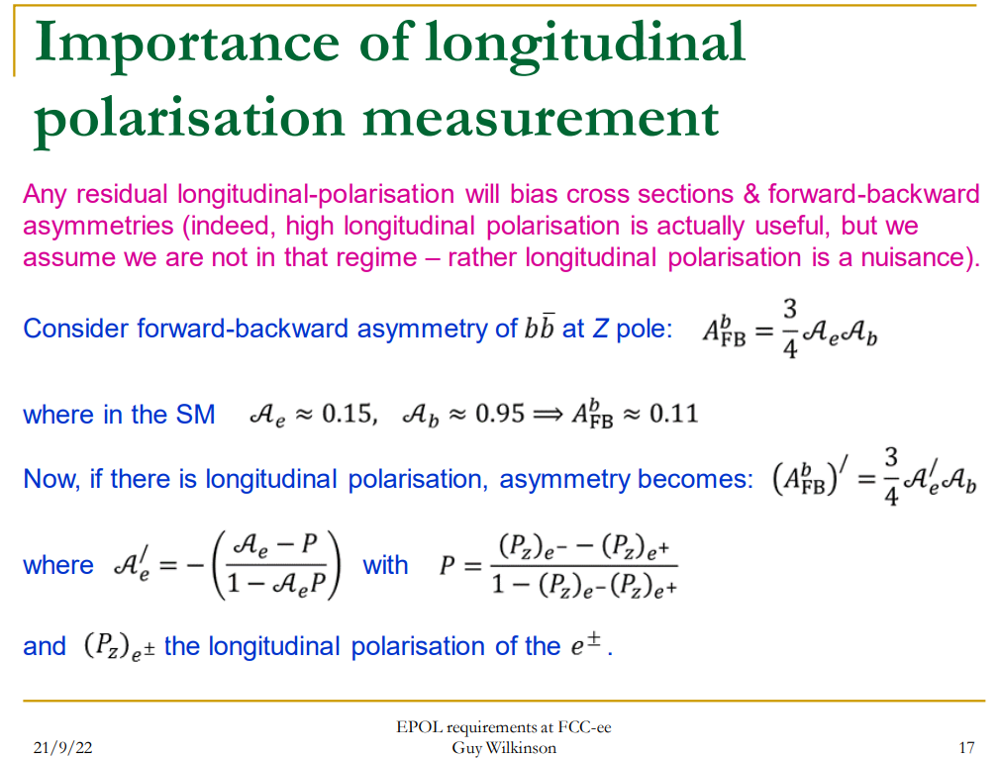 Importance of longitudinal
polarisation measurement
Any residual longitudinal-polarisation will bias cross sections & forward-backward
asymmetries (indeed, high longitudinal polarisation is actually useful, but we
assume we are not in that regime – rather longitudinal polarisation is a nuisance).
Consider forward-backward asymmetry of $b\bar{b}$ at Z pole: $A_{\mathrm{FB}}^{b} = \frac{3}{4}\mathcal{A}_e\mathcal{A}_b$
where in the SM $\mathcal{A}_e \approx 0.15, \;\; \mathcal{A}_b \approx 0.95 \Longrightarrow A_{\mathrm{FB}}^{b} \approx 0.11$
Now, if there is longitudinal polarisation, asymmetry becomes: $\left(A_{\mathrm{FB}}^{b}\right)^{/} = \frac{3}{4}\mathcal{A}_e^{/}\mathcal{A}_b$
where $\mathcal{A}_e^{/} = -\left(\frac{\mathcal{A}_e - P}{1 - \mathcal{A}_e P}\right)$ with $P = \frac{(P_z)_{e^-} - (P_z)_{e^+}}{1 - (P_z)_{e^-}(P_z)_{e^+}}$
and $(P_z)_{e^\pm}$ the longitudinal polarisation of the $e^\pm$ .
21/9/22
EPOL requirements at FCC-ee
Guy Wilkinson
17